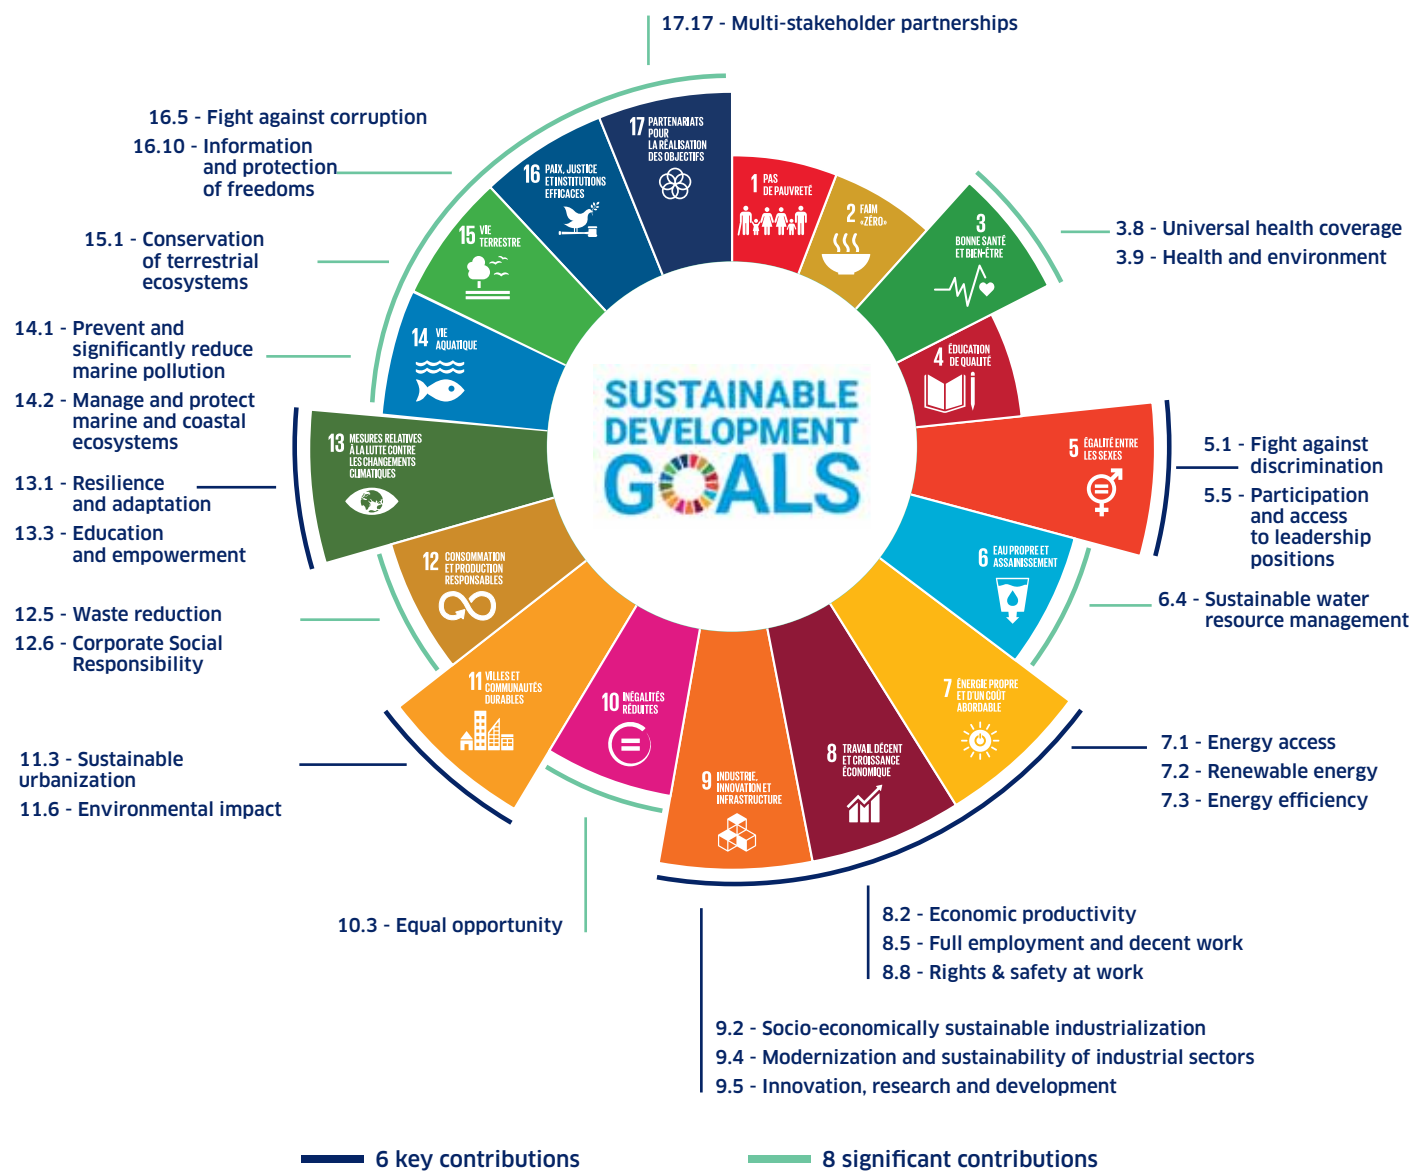 17.17 - Multi-stakeholder partnerships
16.5 - Fight against corruption
16.10 - Information
and protection
of freedoms
15.1 - Conservation
of terrestrial
ecosystems
14.1 - Prevent and
significantly reduce
marine pollution
14.2 - Manage and protect
marine and coastal
ecosystems
13.1 - Resilience
and adaptation
13.3 - Education
and empowerment
12.5 - Waste reduction
12.6 - Corporate Social
Responsibility
11.3 - Sustainable
urbanization
11.6 - Environmental impact
10.3 - Equal opportunity
1 PAS
DE PAUVRETÉ
2 FAIM
«ZÉRO»
3
BONNE SANTÉ
ET BIEN-ÊTRE
4 ÉDUCATION
DE QUALITÉ
5 ÉGALITÉ ENTRE
LES SEXES
6 EAU PROPRE ET
ASSAINISSEMENT
7 ÉNERGIE PROPRE
ET D'UN COÛT
ABORDABLE
8 TRAVAIL DÉCENT
ET CROISSANCE
ÉCONOMIQUE
9 INDUSTRIE,
INNOVATION ET
INFRASTRUCTURE
10 INÉGALITÉS
RÉDUITES
11 VILLES ET
COMMUNAUTÉS
DURABLES
12 CONSOMMATION
ET PRODUCTION
RESPONSABLES
13 MESURES RELATIVES
À LA LUTTE CONTRE
LES CHANGEMENTS
CLIMATIQUES
14 VIE
AQUATIQUE
15 VIE
TERRESTRE
16 PAIX, JUSTICE
ET INSTITUTIONS
EFFICACES
17 PARTENARIATS
POUR
LA RÉALISATION
DES OBJECTIFS
SUSTAINABLE
DEVELOPMENT
GOALS
3.8 - Universal health coverage
3.9 - Health and environment
5.1 - Fight against
discrimination
5.5 - Participation
and access
to leadership
positions
6.4 - Sustainable water
resource management
7.1 - Energy access
7.2 - Renewable energy
7.3 - Energy efficiency
8.2 - Economic productivity
8.5 - Full employment and decent work
8.8 - Rights & safety at work
9.2 - Socio-economically sustainable industrialization
9.4 - Modernization and sustainability of industrial sectors
9.5 - Innovation, research and development
6 key contributions
8 significant contributions